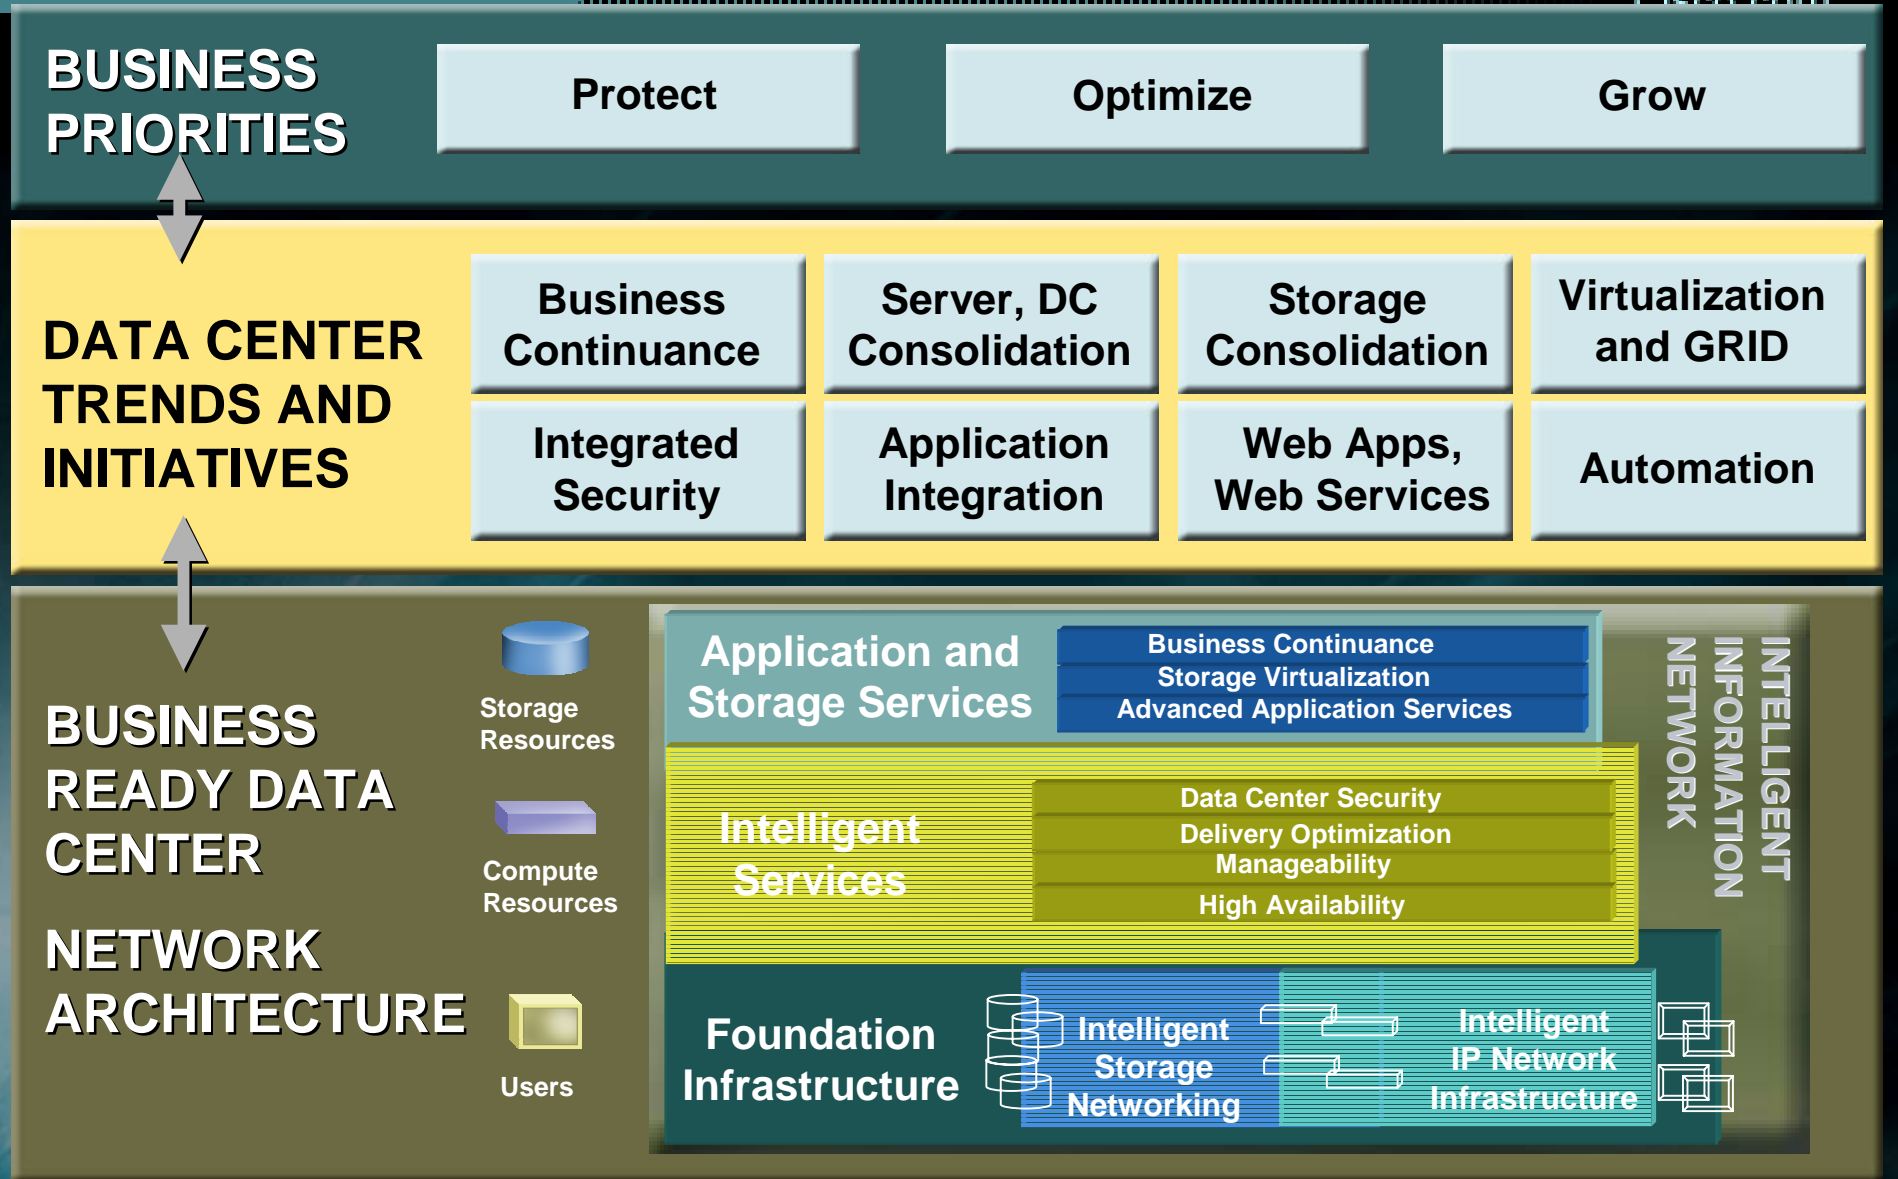 BUSINESS
PRIORITIES
Protect
Optimize
Grow
DATA CENTER
TRENDS AND
INITIATIVES
Business
Continuance
Server, DC
Consolidation
Storage
Consolidation
Virtualization
and GRID
Integrated
Security
Application
Integration
Web Apps,
Web Services
Automation
BUSINESS
READY DATA
CENTER
NETWORK
ARCHITECTURE
Storage
Resources
Compute
Resources
Users
Application and
Storage Services
Business Continuance
Storage Virtualization
Advanced Application Services
Intelligent
Services
Data Center Security
Delivery Optimization
Manageability
High Availability
Foundation
Infrastructure
Intelligent
Storage
Networking
Intelligent
IP Network
Infrastructure
INTELLIGENT
INFORMATION
NETWORK